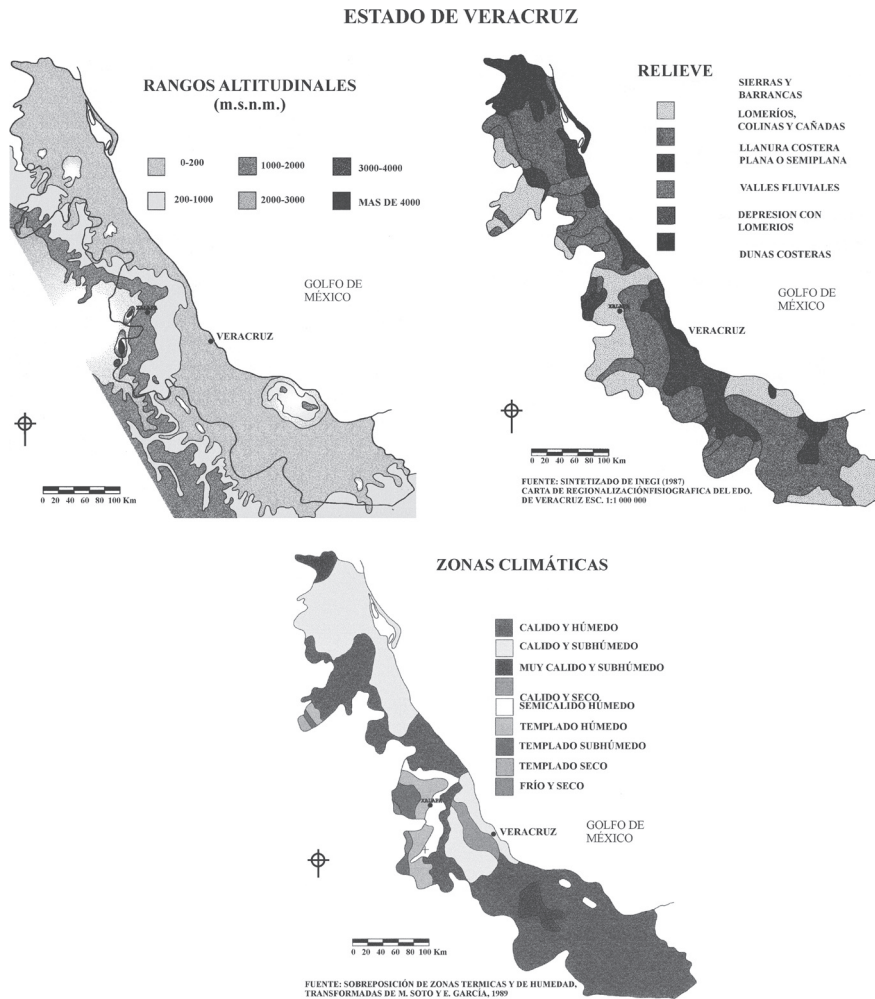 ESTADO DE VERACRUZ
RANGOS ALTITUDINALES
(m.s.n.m.)
0-200
1000-2000
3000-4000
200-1000
2000-3000
MAS DE 4000
GOLFO DE
MÉXICO
XALAPA
VERACRUZ
0 20 40 60 80 100 Km
RELIEVE
SIERRAS Y
BARRANCAS
LOMERÍOS,
COLINAS Y CAÑADAS
LLANURA COSTERA
PLANA O SEMIPLANA
VALLES FLUVIALES
DEPRESION CON
LOMERIOS
DUNAS COSTERAS
GOLFO DE
MÉXICO
XALAPA
VERACRUZ
0 20 40 60 80 100 Km
FUENTE: SINTETIZADO DE INEGI (1987)
CARTA DE REGIONALIZACIÓNFISIOGRAFICA DEL EDO.
DE VERACRUZ ESC. 1:1 000 000
ZONAS CLIMÁTICAS
CALIDO Y HÚMEDO
CALIDO Y SUBHÚMEDO
MUY CALIDO Y SUBHÚMEDO
CALIDO Y SECO
SEMICALIDO HÚMEDO
TEMPLADO HÚMEDO
TEMPLADO SUBHÚMEDO
TEMPLADO SECO
FRÍO Y SECO
XALAPA
VERACRUZ
GOLFO DE
MÉXICO
0 20 40 60 80 100 Km
FUENTE: SOBREPOSICIÓN DE ZONAS TERMICAS Y DE HUMEDAD,
TRANSFORMADAS DE M. SOTO Y E. GARCÍA, 1989